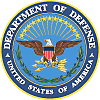 DEPARTMENT OF DEFENSE
UNITED STATES OF AMERICA